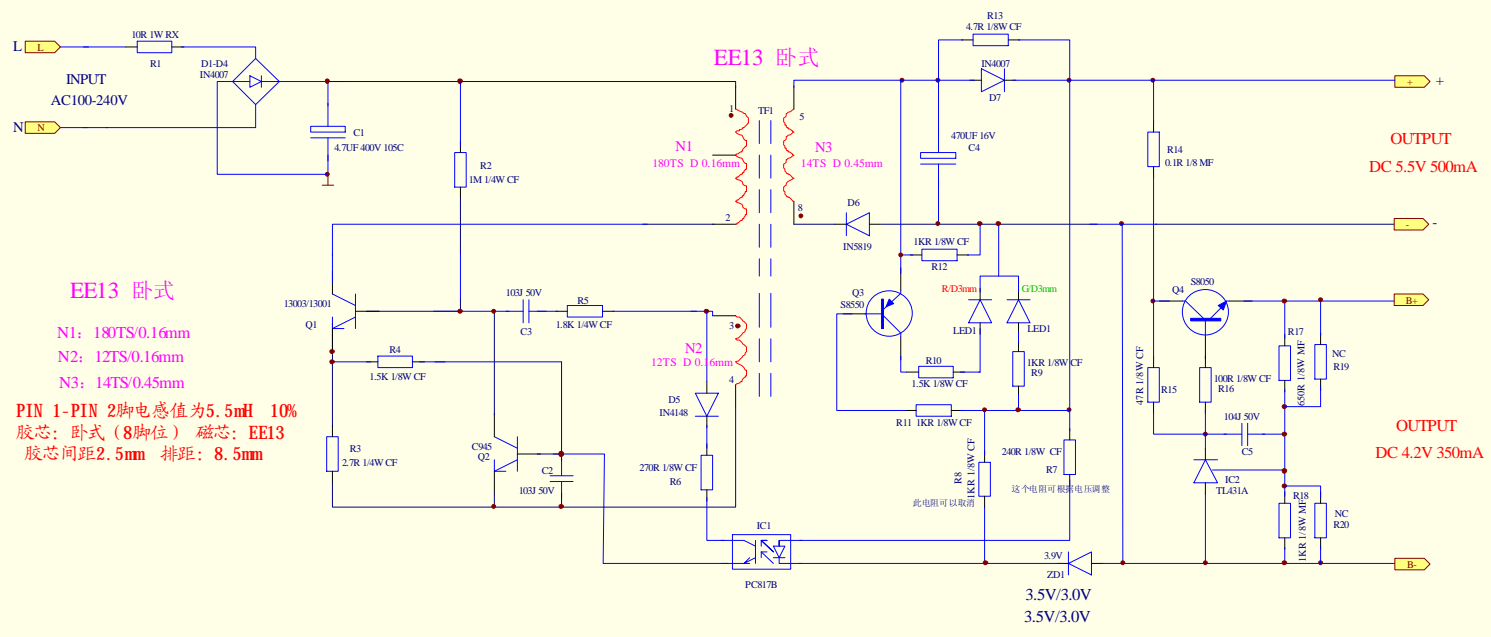 10R 1W RX
R1
L
L
INPUT
AC100-240V
N
N
D1-D4
IN4007
C1
4.7UF 400V 105C
R2
1M 1/4W CF
EE13 卧式
TF1
1
N1
180TS D 0.16mm
2
5
N3
14TS D 0.45mm
8
R13
4.7R 1/8W CF
IN4007
D7
470UF 16V
C4
D6
IN5819
1KR 1/8W CF
R12
R14
0.1R 1/8 MF
+
+
OUTPUT
DC 5.5V 500mA
-
-
EE13 卧式
N1: 180TS/0.16mm
N2: 12TS/0.16mm
N3: 14TS/0.45mm
PIN 1-PIN 2脚电感值为5.5mH 10%
胶芯: 卧式（8脚位） 磁芯: EE13
胶芯间距2.5mm 排距: 8.5mm
13003/13001
Q1
103J 50V
C3
R5
1.8K 1/4W CF
R4
1.5K 1/8W CF
R3
2.7R 1/4W CF
C945
Q2
C2
103J 50V
3
N2
12TS D 0.16mm
4
D5
IN4148
270R 1/8W CF
R6
IC1
PC817B
Q3
S8550
R/D3mm
LED1
G/D3mm
LED1
R10
1.5K 1/8W CF
1KR 1/8W CF
R9
R11 1KR 1/8W CF
R8
1KR 1/8W CF
此电阻可以取消
240R 1/8W CF
R7
这个电阻可根据电压调整
3.9V
ZD1
3.5V/3.0V
3.5V/3.0V
S8050
Q4
47R 1/8W CF
R15
100R 1/8W CF
R16
104J 50V
C5
IC2
TL431A
R17
650R 1/8W MF
NC
R19
R18
1KR 1/8W MF
NC
R20
B+
OUTPUT
DC 4.2V 350mA
B-